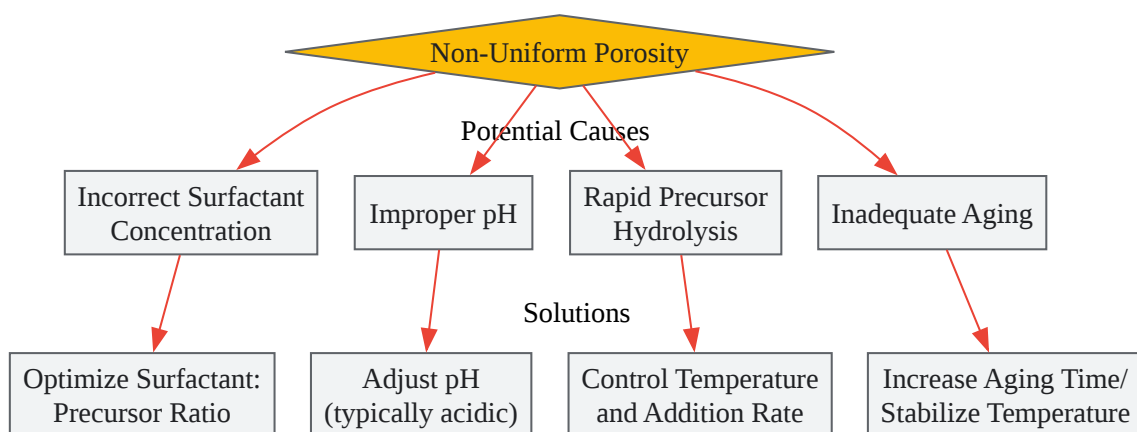 Non-Uniform Porosity
Potential Causes
Incorrect Surfactant
Concentration
Improper pH
Rapid Precursor
Hydrolysis
Inadequate Aging
Solutions
Optimize Surfactant:
Precursor Ratio
Adjust pH
(typically acidic)
Control Temperature
and Addition Rate
Increase Aging Time/
Stabilize Temperature